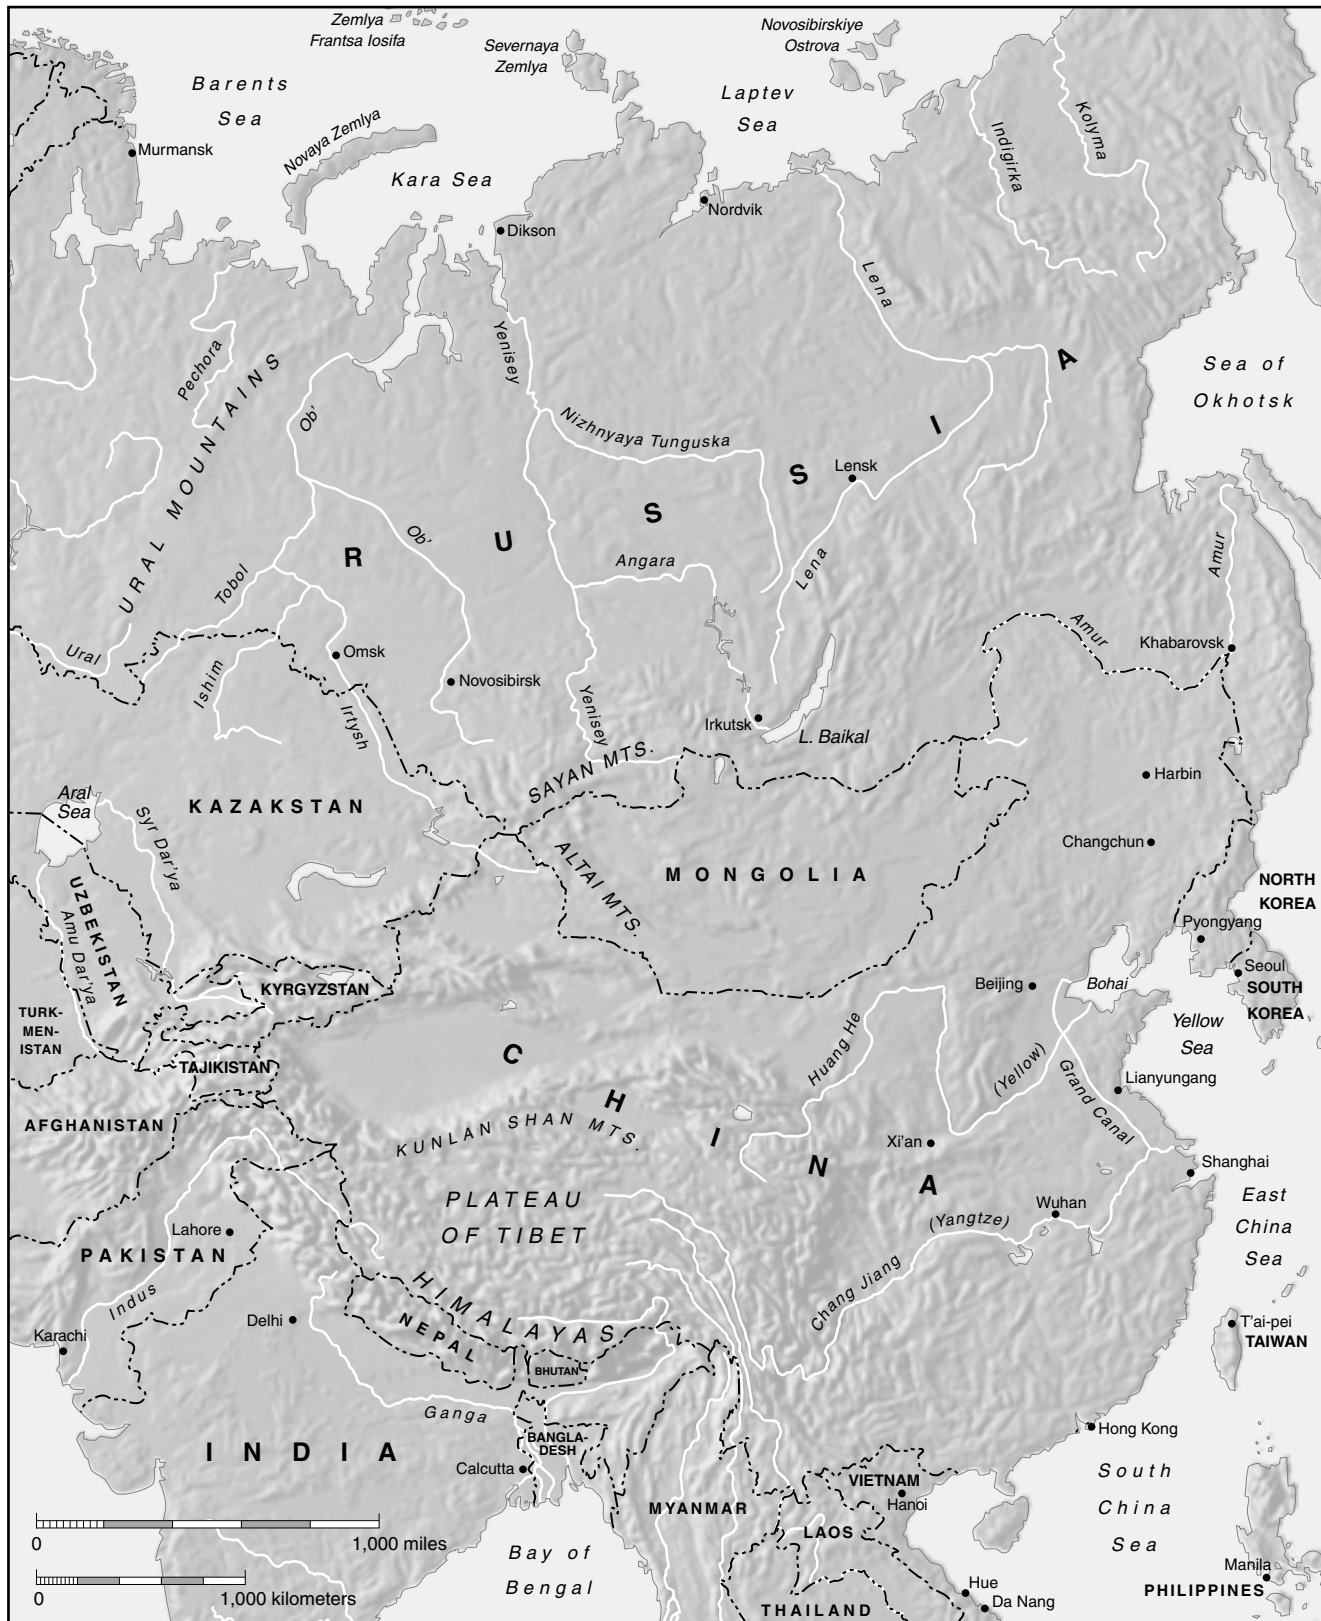 Zemlya
Frantsa Iosifa
Severnaya
Zemlya
Novosibirskiye
Ostrova
Barents
Sea
Laptev
Sea
Murmansk
Novaya Zemlya
Kara Sea
Kolyma
Indigirka
Nordvik
Dikson
Lena
Yenisey
Pechora
URAL MOUNTAINS
Ob'
Nizhnyaya Tunguska
Sea of
Okhotsk
RUSSIA
Lensk
Ob'
Angara
Lena
Amur
Tobol
Ural
Ishim
Omsk
Irtysh
Novosibirsk
Yenisey
Irkutsk
L. Baikal
Amur
Khabarovsk
SAYAN MTS.
Harbin
Aral
Sea
Syr Dar'ya
KAZAKSTAN
ALTAI MTS.
MONGOLIA
Changchun
NORTH
KOREA
Pyongyang
Seoul
SOUTH
KOREA
UZBEKISTAN
Amu Dar'ya
KYRGYZSTAN
Beijing
Bohai
TURK-
MEN-
ISTAN
TAJIKISTAN
Huang He
(Yellow)
Yellow
Sea
Grand Canal
Lianyungang
AFGHANISTAN
CHINA
KUNLAN SHAN MTS.
Xi'an
Shanghai
PLATEAU
OF TIBET
Wuhan
(Yangtze)
East
China
Sea
Lahore
PAKISTAN
Indus
Chang Jiang
HIMALAYAS
Delhi
NEPAL
Karachi
BHUTAN
T'ai-pei
TAIWAN
Ganga
Hong Kong
INDIA
BANGLA-
DESH
Calcutta
VIETNAM
Hanoi
South
China
Sea
MYANMAR
LAOS
0 1,000 miles
Bay of
Bengal
0 1,000 kilometers
Hue
Da Nang
THAILAND
Manila
PHILIPPINES